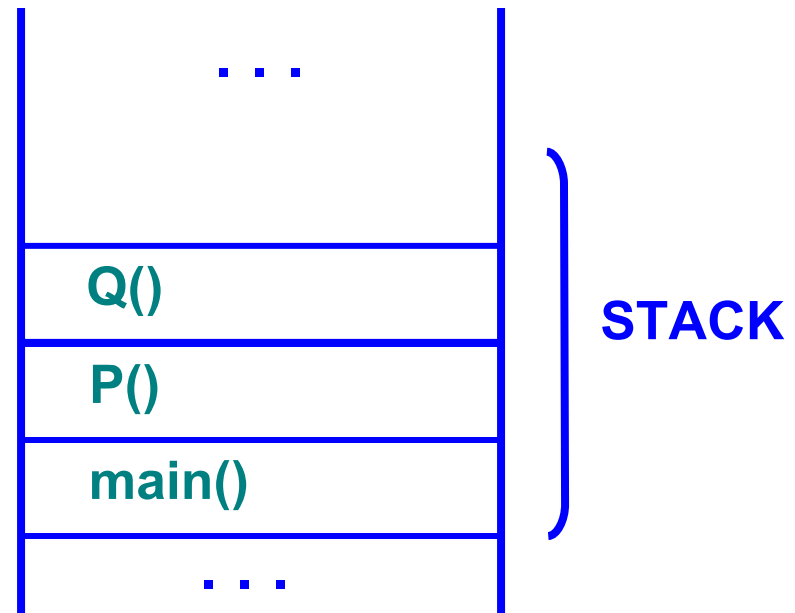 . . .
Q()
STACK
P()
main()
. . .